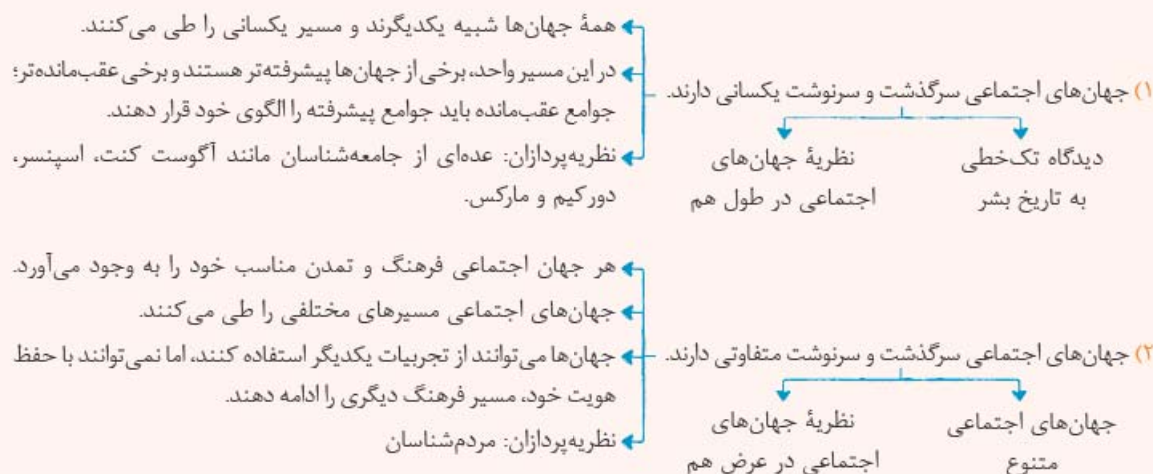 ۱) جهان‌های اجتماعی سرگذشت و سرنوشت یکسانی دارند.
دیدگاه تک‌خطی
به تاریخ بشر
نظریهٔ جهان‌های
اجتماعی در طول هم
همهٔ جهان‌ها شبیه یکدیگرند و مسیر یکسانی را طی می‌کنند.
در این مسیر واحد، برخی از جهان‌ها پیشرفته‌تر هستند و برخی عقب‌مانده‌تر؛
جوامع عقب‌مانده باید جوامع پیشرفته را الگوی خود قرار دهند.
نظریه‌پردازان: عده‌ای از جامعه‌شناسان مانند آگوست کنت، اسپنسر،
دورکیم و مارکس.
۲) جهان‌های اجتماعی سرگذشت و سرنوشت متفاوتی دارند.
جهان‌های اجتماعی
متنوع
نظریهٔ جهان‌های
اجتماعی در عرض هم
هر جهان اجتماعی فرهنگ و تمدن مناسب خود را به وجود می‌آورد.
جهان‌های اجتماعی مسیرهای مختلفی را طی می‌کنند.
جهان‌ها می‌توانند از تجربیات یکدیگر استفاده کنند، اما نمی‌توانند با حفظ
هویت خود، مسیر فرهنگ دیگری را ادامه دهند.
نظریه‌پردازان: مردم‌شناسان